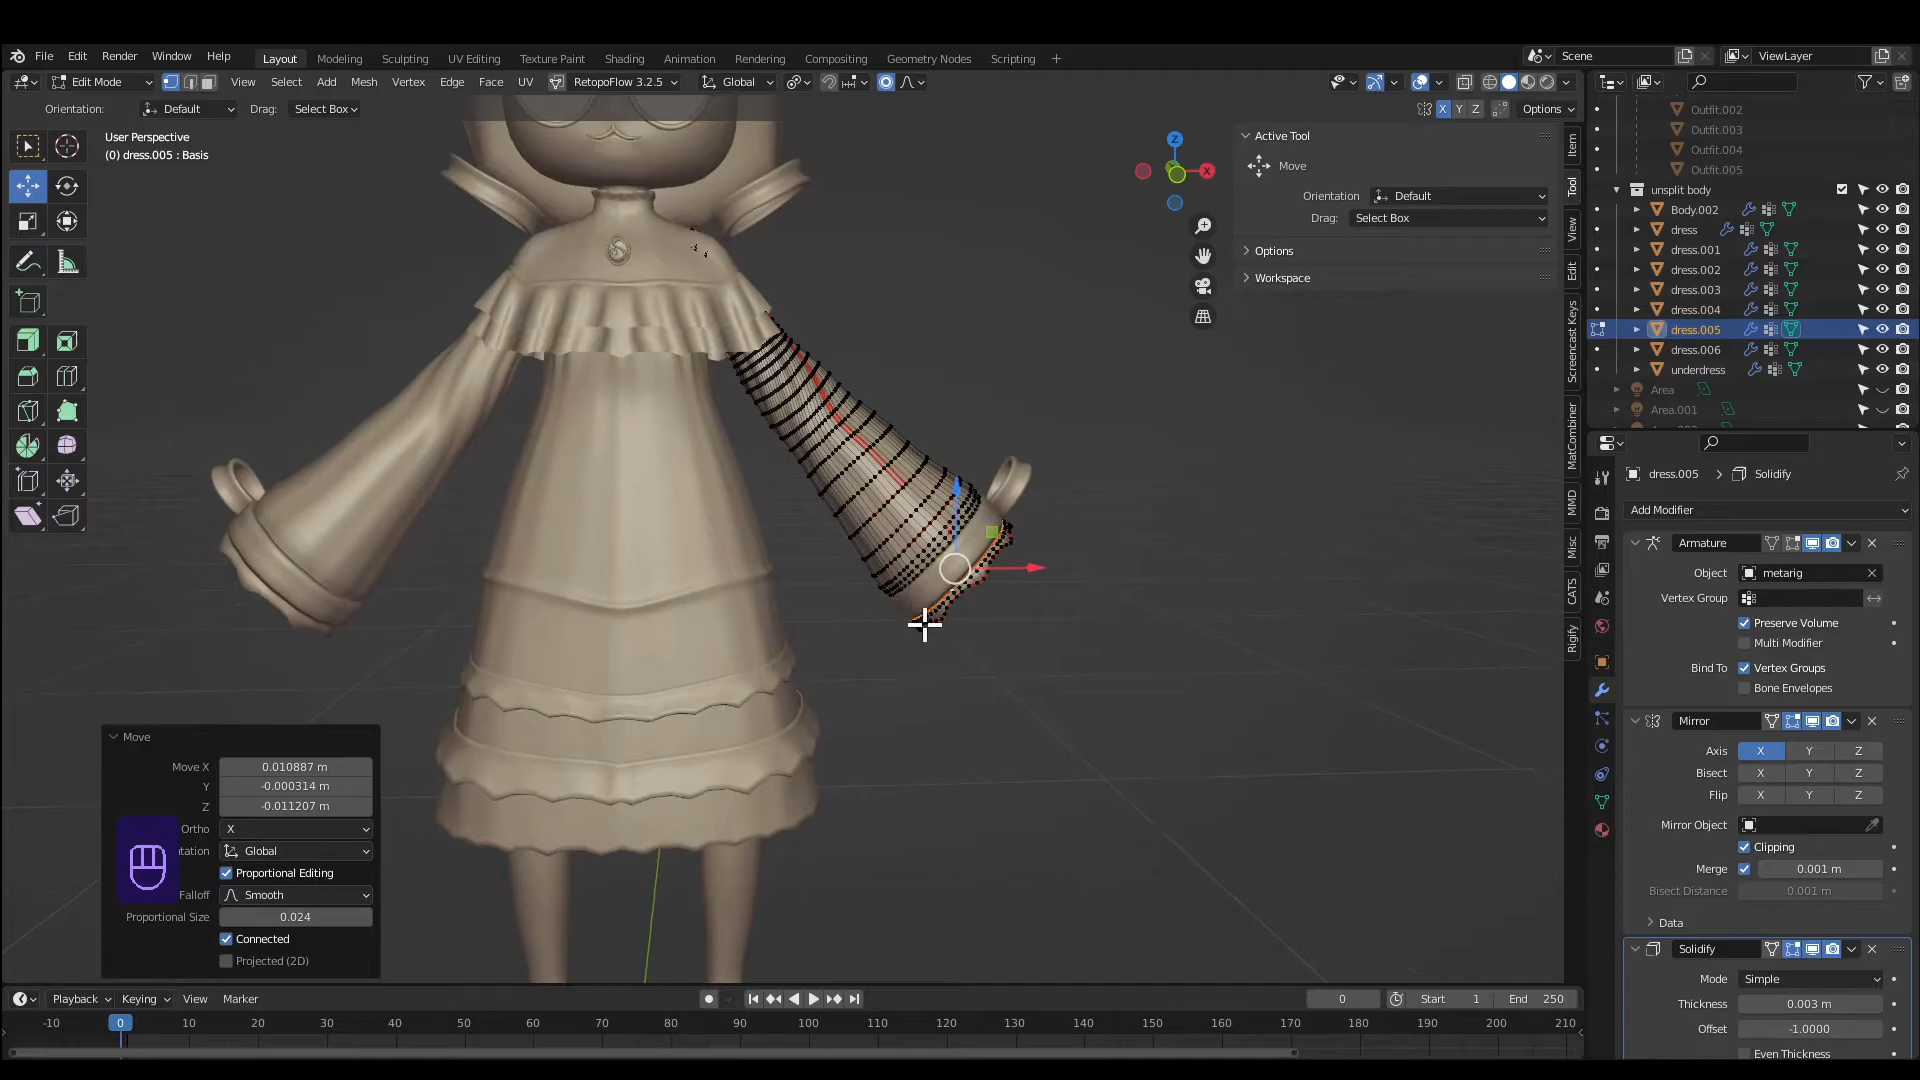 File Edit Render Window Help Layout Modeling Sculpting UV Editing Texture Paint Shading Animation Rendering Compositing Geometry Nodes Scripting + Scene ViewLayer
Edit Mode View Select Add Mesh Vertex Edge Face UV RetopoFlow 3.2.5 Global
Orientation: Default Drag: Select Box X Y Z Options
User Perspective
(0) dress.005 : Basis
Z
X
Active Tool
Move
Orientation Default
Drag: Select Box
Options
Workspace
Item
Tool
View
Edit
Screencast Keys
MatCombiner
MMD
Misc
CATS
Rigify
Outfit.002
Outfit.003
Outfit.004
Outfit.005
unsplit body
Body.002
dress
dress.001
dress.002
dress.003
dress.004
dress.005
dress.006
underdress
Area
Area.001
dress.005 > Solidify
Add Modifier
Armature
Object metarig
Vertex Group
Preserve Volume
Multi Modifier
Bind To Vertex Groups
Bone Envelopes
Mirror
Axis X Y Z
Bisect X Y Z
Flip X Y Z
Mirror Object
Clipping
Merge 0.001 m
Bisect Distance 0.001 m
Data
Solidify
Mode Simple
Thickness 0.003 m
Offset -1.0000
Even Thickness
Move
Move X 0.010887 m
Y -0.000314 m
Z -0.011207 m
Ortho X
ntation Global
Proportional Editing
Falloff Smooth
Proportional Size 0.024
Connected
Projected (2D)
Playback Keying View Marker 0 Start 1 End 250
-10 0 10 20 30 40 50 60 70 80 90 100 110 120 130 140 150 160 170 180 190 200 210